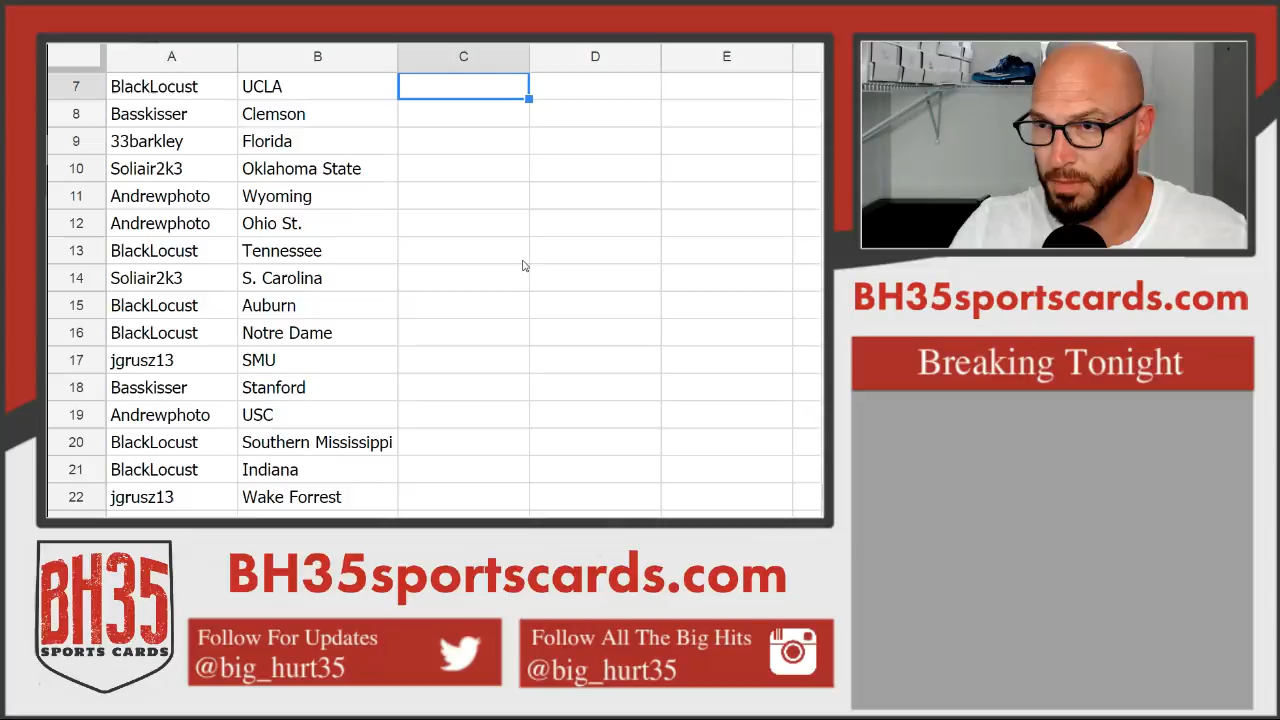 A B C D E
7 BlackLocust UCLA
8 Basskisser Clemson
9 33barkley Florida
10 Soliair2k3 Oklahoma State
11 Andrewphoto Wyoming
12 Andrewphoto Ohio St.
13 BlackLocust Tennessee
14 Soliair2k3 S. Carolina
15 BlackLocust Auburn
16 BlackLocust Notre Dame
17 jgrusz13 SMU
18 Basskisser Stanford
19 Andrewphoto USC
20 BlackLocust Southern Mississippi
21 BlackLocust Indiana
22 jgrusz13 Wake Forrest
BH35sportscards.com
Breaking Tonight
BH35
SPORTS CARDS
BH35sportscards.com
Follow For Updates
@big_hurt35
Follow All The Big Hits
@big_hurt35